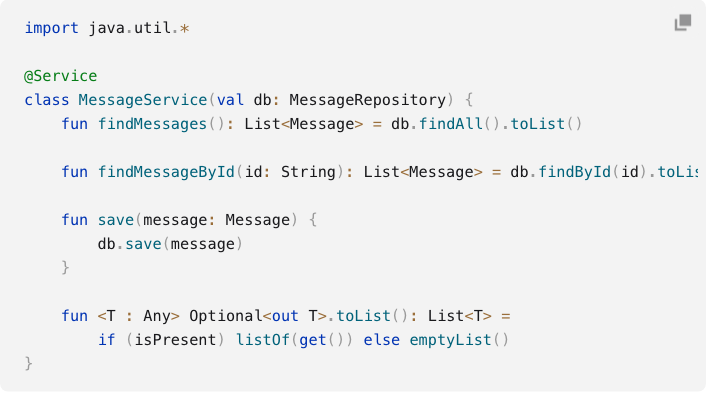 import java.util.*
@Service
class MessageService(val db: MessageRepository) {
    fun findMessages(): List<Message> = db.findAll().toList()
    fun findMessageById(id: String): List<Message> = db.findById(id).toLis
    fun save(message: Message) {
        db.save(message)
    }
    fun <T : Any> Optional<out T>.toList(): List<T> =
        if (isPresent) listOf(get()) else emptyList()
}